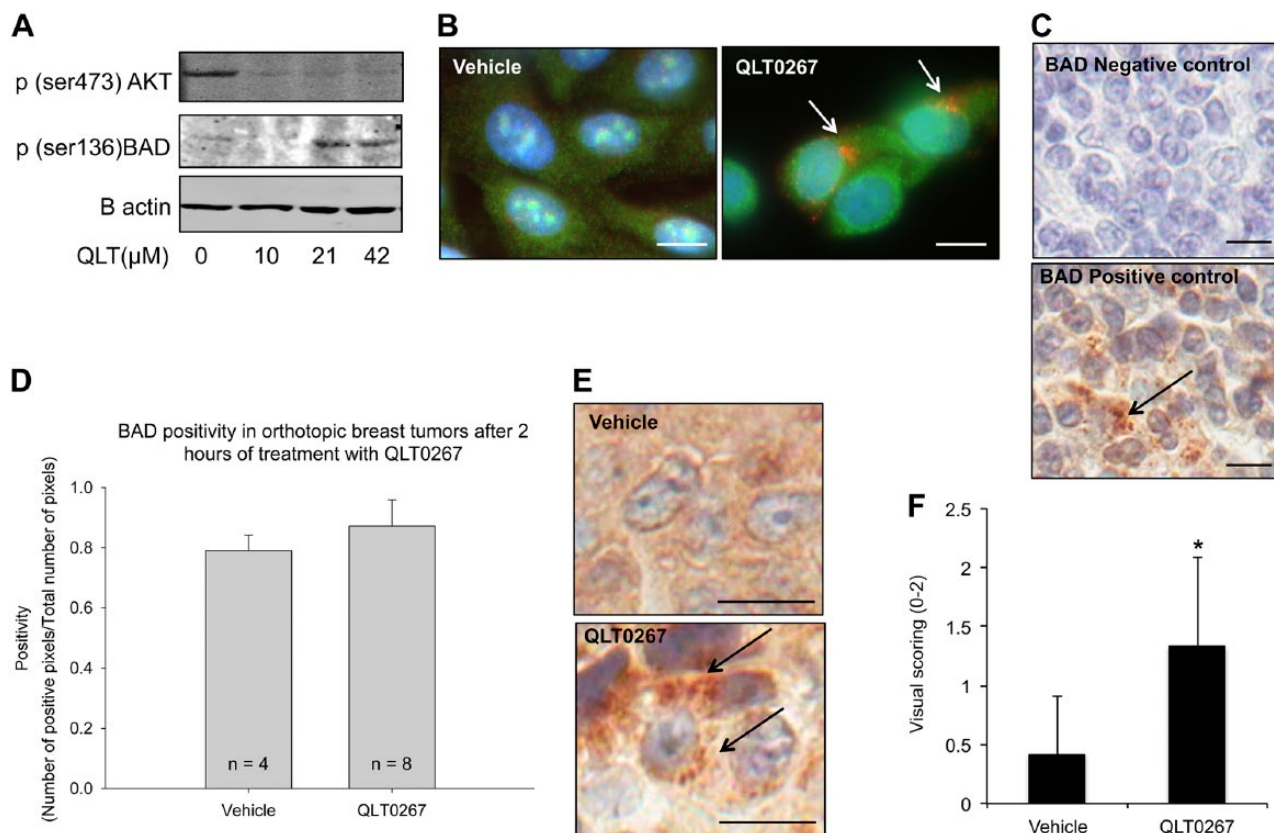 A
p (ser473) AKT
p (ser136)BAD
B actin
QLT(µM) 0 10 21 42
B
Vehicle
QLT0267
C
BAD Negative control
BAD Positive control
D
BAD positivity in orthotopic breast tumors after 2
hours of treatment with QLT0267
Positivity
(Number of positive pixels/Total number of pixels)
1.0
0.8
0.6
0.4
0.2
0.0
n = 4
n = 8
Vehicle
QLT0267
E
Vehicle
QLT0267
F
Visual scoring (0-2)
2.5
2
1.5
1
0.5
0
*
Vehicle
QLT0267